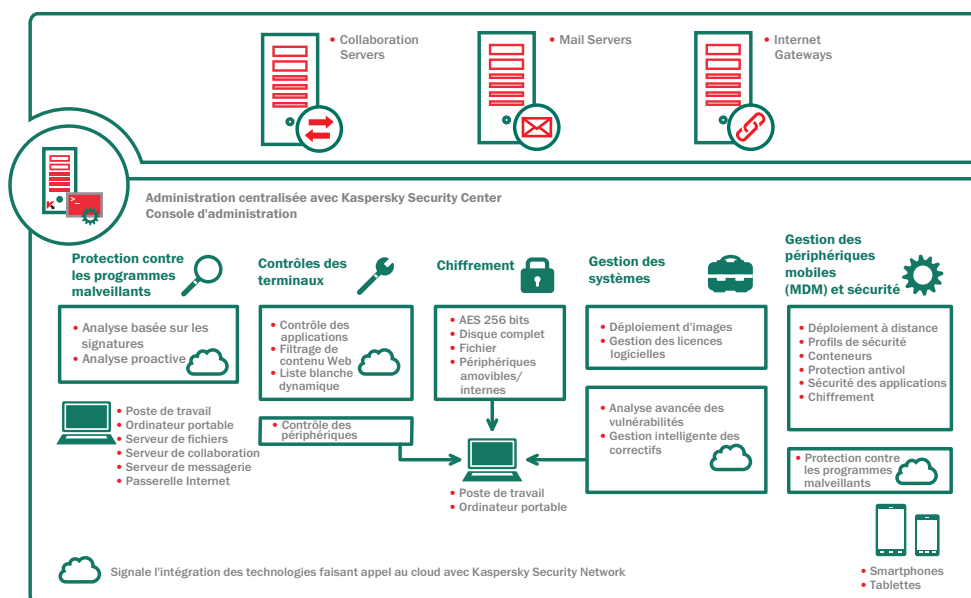 • Collaboration
Servers
• Mail Servers
• Internet
Gateways
K
>_
Administration centralisée avec Kaspersky Security Center
Console d'administration
Protection contre
les programmes
malveillants
• Analyse basée sur les
signatures
• Analyse proactive
• Poste de travail
• Ordinateur portable
• Serveur de fichiers
• Serveur de collaboration
• Serveur de messagerie
• Passerelle Internet
Contrôles des
terminaux
• Contrôle des
applications
• Filtrage de
contenu Web
• Liste blanche
dynamique
• Contrôle des
périphériques
Chiffrement
• AES 256 bits
• Disque complet
• Fichier
• Périphériques
amovibles/
internes
• Poste de travail
• Ordinateur portable
Gestion des
systèmes
• Déploiement d'images
• Gestion des licences
logicielles
• Analyse avancée des
vulnérabilités
• Gestion intelligente des
correctifs
Gestion des
périphériques
mobiles
(MDM) et sécurité
• Déploiement à distance
• Profils de sécurité
• Conteneurs
• Protection antivol
• Sécurité des applications
• Chiffrement
• Protection contre
les programmes
malveillants
• Smartphones
• Tablettes
Signale l'intégration des technologies faisant appel au cloud avec Kaspersky Security Network